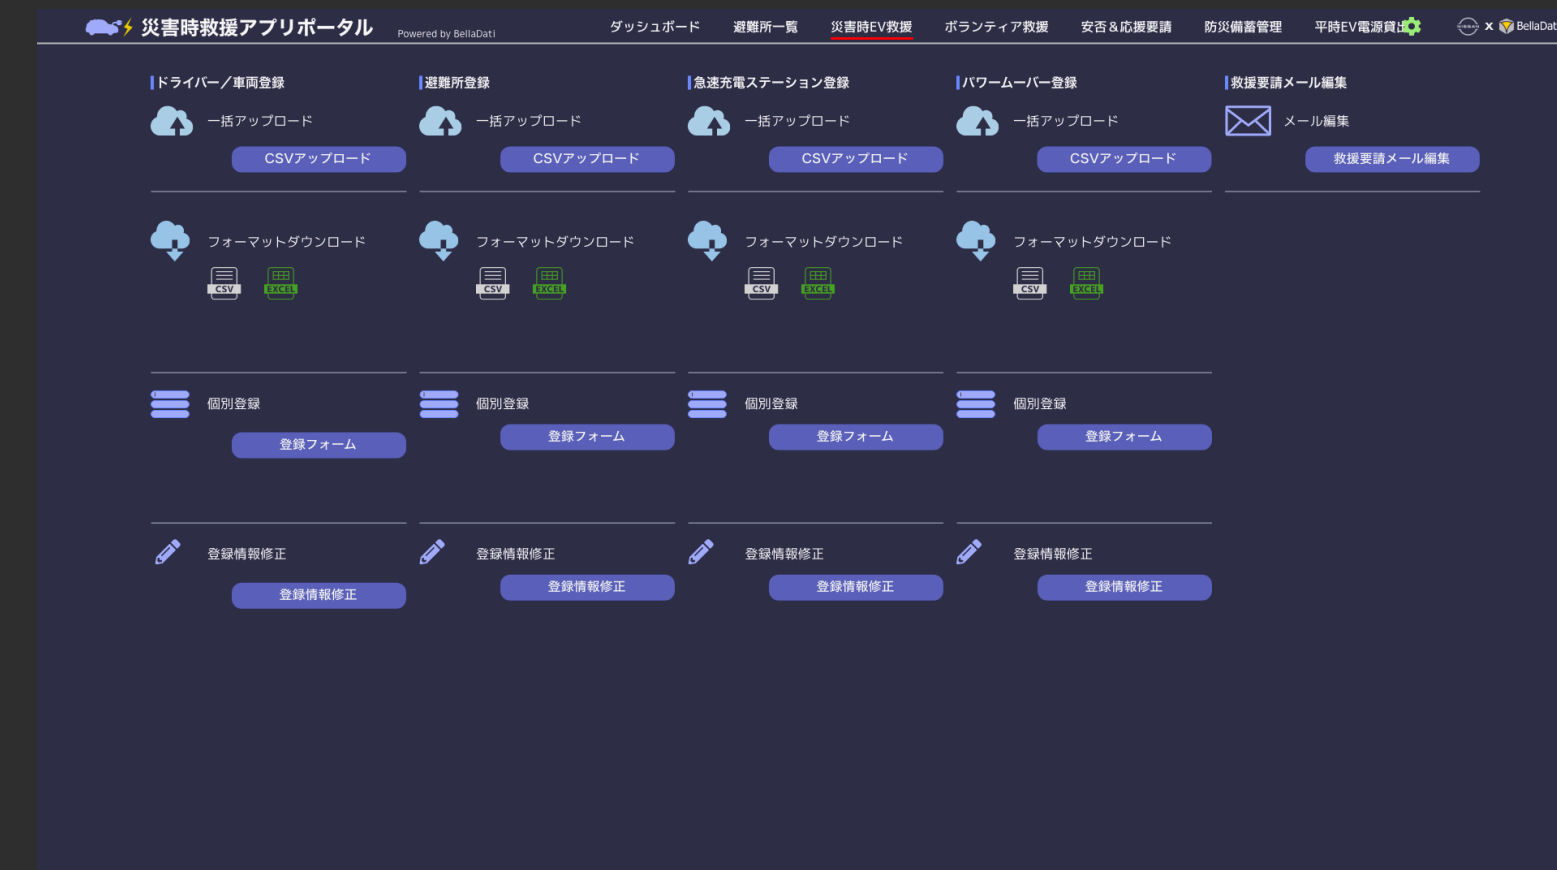 災害時救援アプリポータル Powered by BellaDati ダッシュボード 避難所一覧 災害時EV救援 ボランティア救援 安否＆応援要請 防災備蓄管理 平時EV電源貸出 x BellaDat
ドライバー／車両登録 避難所登録 急速充電ステーション登録 パワームーバー登録 救援要請メール編集
一括アップロード 一括アップロード 一括アップロード 一括アップロード メール編集
CSVアップロード CSVアップロード CSVアップロード CSVアップロード 救援要請メール編集
フォーマットダウンロード フォーマットダウンロード フォーマットダウンロード フォーマットダウンロード
CSV EXCEL CSV EXCEL CSV EXCEL CSV EXCEL
個別登録 個別登録 個別登録 個別登録
登録フォーム 登録フォーム 登録フォーム 登録フォーム
登録情報修正 登録情報修正 登録情報修正 登録情報修正
登録情報修正 登録情報修正 登録情報修正 登録情報修正